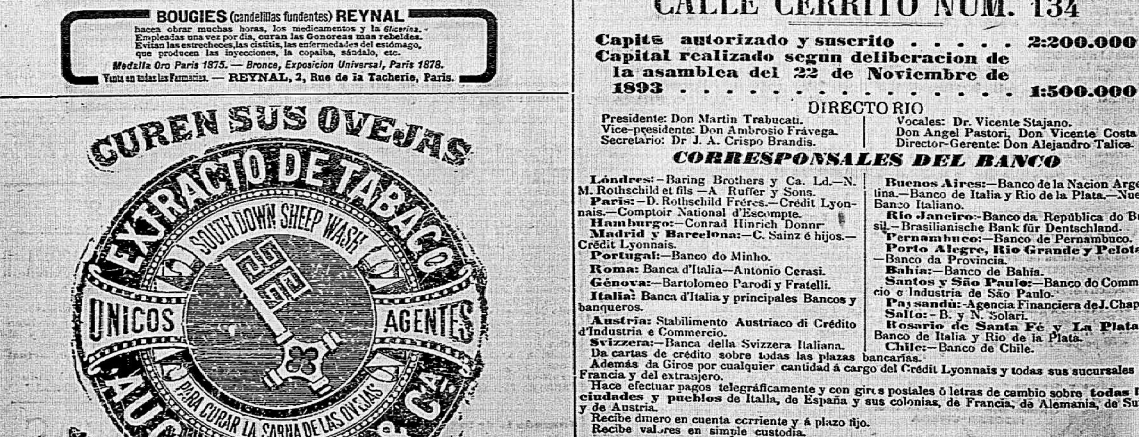 BOUGIES (candelillas fundentes) REYNAL
hacen obrar muchas horas, los medicamentos y la Glicerina.-
Empleadas una vez por dia, curan las Gonoreas mas rebeldes.
Evitan las estrecheces, las cistitis, las enfermedades del estómago,
que producen las inyecciones, la copaiba, sándalo, etc.
Medalla Oro Paris 1875. — Bronce, Exposicion Universal, Paris 1878.
Venta en todas las Farmacias. — REYNAL, 2, Rue de la Tacherie, Paris.
CUREN SUS OVEJAS
EXTRACTO DE TABACO
SOUTH DOWN SHEEP WASH
UNICOS AGENTES
PARA CURAR LA SARNA DE LAS OVEJAS
CALLE CERRITO NUM. 134
Capital autorizado y suscrito . . . . . 2:200.000
Capital realizado segun deliberacion de
la asamblea del 22 de Noviembre de
1893 . . . . . . . . . . . 1:500.000
DIRECTORIO
Presidente: Don Martin Trabucati.
Vice-presidente: Don Ambrosio Frávega.
Secretario: Dr J. A. Crispo Brandis.
Vocales: Dr. Vicente Stajano.
Don Angel Pastori, Don Vicente Costa
Director-Gerente: Don Alejandro Talice.
CORRESPONSALES DEL BANCO
Lóndres:—Baring Brothers y Ca. Ld.—N.
M. Rothschild et fils —A Ruffer y Sons.
Paris:—D. Rothschild Fréres.—Crédit Lyon-
nais.—Comptoir National d'Escompte.
Hamburgo: Conrad Hinrich Donner
Madrid y Barcelona:—C. Sainz é hijos.—
Crédit Lyonnais.
Portugal:—Banco do Minho.
Roma: Banca d'Italia—Antonio Cerasi.
Génova:—Bartolomeo Parodi y Fratelli.
Italia: Banca d'Italia y principales Bancos y
banqueros.
Austria: Stabilimento Austriaco di Crédito
d'Industria e Commercio.
Svizzera:—Banca della Svizzera Italiana.
Buenos Aires:—Banco de la Nacion Arge
tina.—Banco de Italia y Rio de la Plata.—Nue
Banco Italiano.
Rio Janeiro:-Banco da República do B
sil.—Brasilianische Bank für Dentschland.
Pernambuco:—Banco de Pernambuco.
Porto Alegre, Rio Grande y Pelota
—Banco da Provincia.
Bahia:—Banco de Bahia.
Santos y São Paulo:—Banco do Comm
cio e Industria de São Paulo.
Paysandú:-Agencia Financiera de J. Chap
Salto:- B. y N. Solari.
Rosario de Santa Fé y La Plata
Banco de Italia y Rio de la Plata.
Chile:—Banco de Chile.
Da cartas de crédito sobre todas las plazas bancarias.
Además da Giros por cualquier cantidad á cargo del Crédit Lyonnais y todas sus sucursales
Francia y del extranjero.
Hace efectuar pagos telegráficamente y con giros postales ó letras de cambio sobre todas l
ciudades y pueblos de Italia, de España y sus colonias, de Francia, de Alemania, de Su
y de Austria.
Recibe dinero en cuenta corriente y á plazo fijo.
Recibe valores en simple custodia.